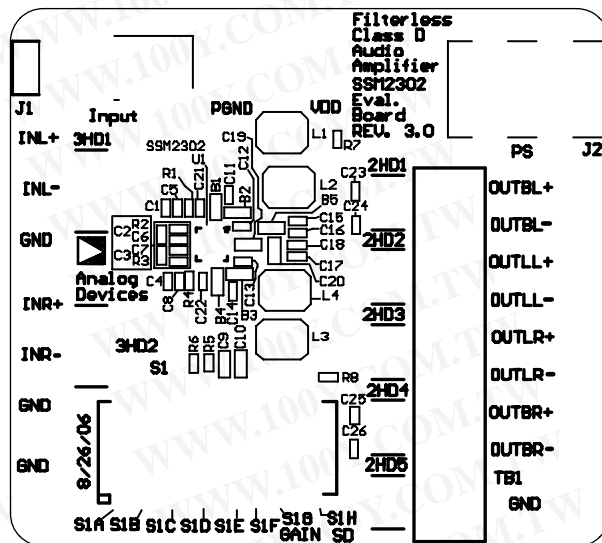 Filterless
Class D
Audio
Amplifier
SSM2302
Eval.
Board
REV. 3.0
J1
Input
PGND
VDD
PS
J2
INL+
3HD1
SSM2302
U1
C19
C12
L1
R7
INL-
R1
C5
C21
B1
C11
B2
L2
B5
C23
2HD1
OUTBL+
C1
C15
C16
C24
OUTBL-
GND
C2
R2
C6
C7
C3
R3
C18
C17
2HD2
OUTLL+
Analog
Devices
C4
C8
R4
C22
B4
C14
C13
B3
C20
L4
OUTLL-
INR+
2HD3
OUTLR+
INR-
3HD2
S1
R6
R5
C9
C10
L3
R8
OUTLR-
2HD4
GND
C25
OUTBR+
C26
OUTBR-
GND
8/26/06
2HD5
TB1
GND
S1A
S1B
S1C
S1D
S1E
S1F
S1G
S1H
GAIN
SD
WWW.100Y.COM.TW